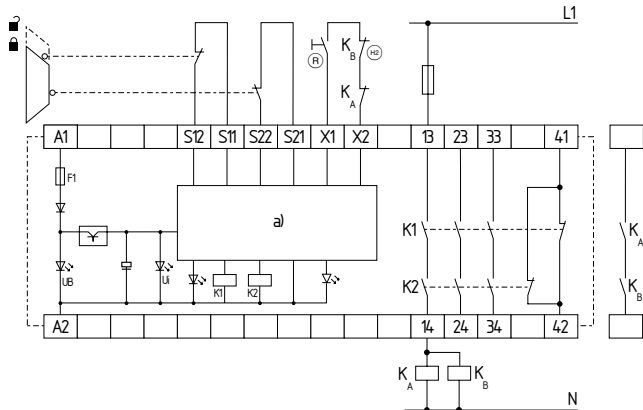 L1
K B H2
R
K A
A1 S12 S11 S22 S21 X1 X2 13 23 33 41
F1
a)
K1
K A
UB Ui K1 K2 K2
K B
A2 14 24 34 42
K A K B
N